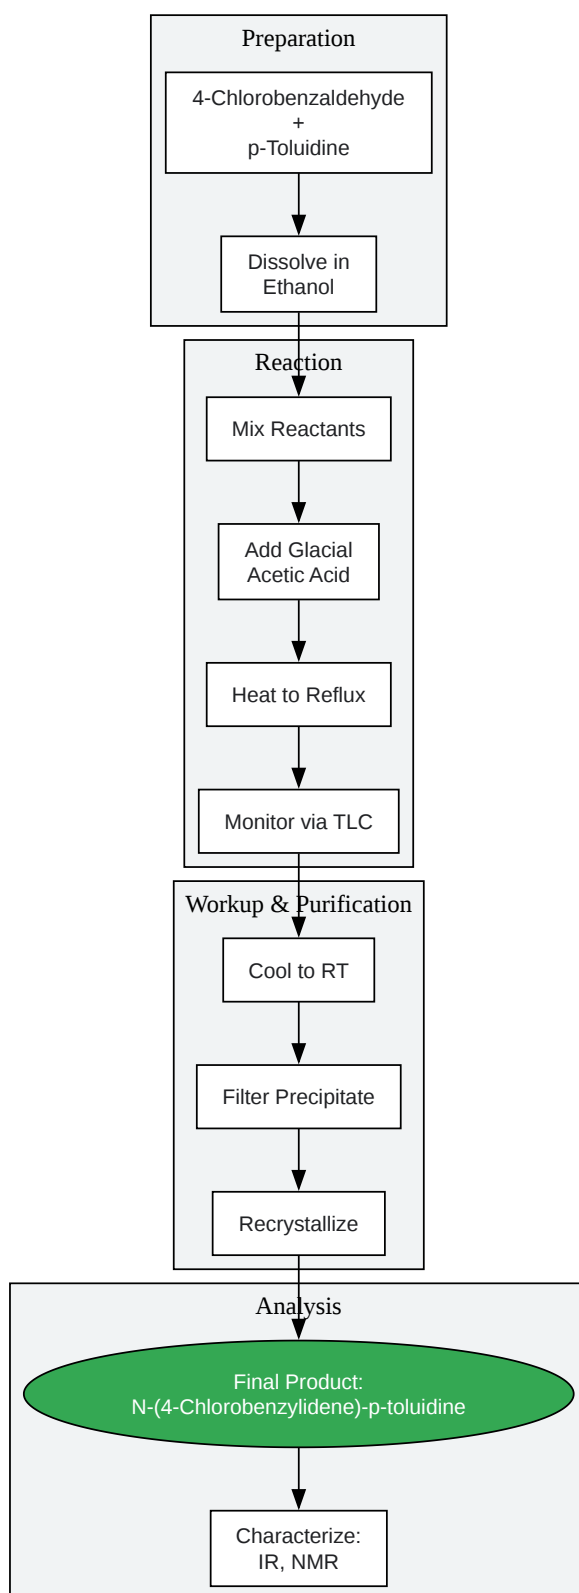 Preparation
4-Chlorobenzaldehyde
+
p-Toluidine
Dissolve in
Ethanol
Reaction
Mix Reactants
Add Glacial
Acetic Acid
Heat to Reflux
Monitor via TLC
Workup & Purification
Cool to RT
Filter Precipitate
Recrystallize
Analysis
Final Product:
N-(4-Chlorobenzylidene)-p-toluidine
Characterize:
IR, NMR